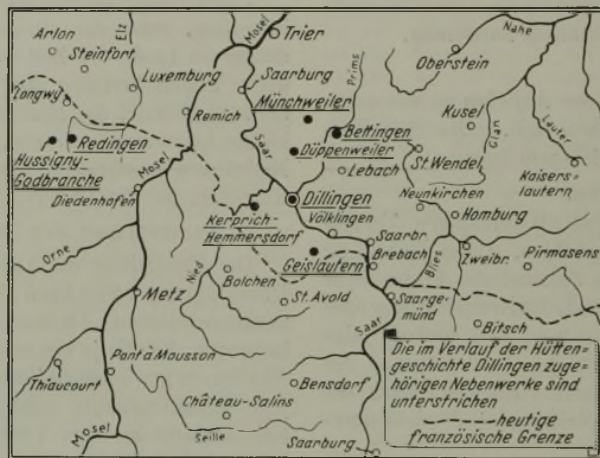 Arlon
Steinfort
Elz
Mosel
Trier
Nahe
Oberstein
Prims
Luxemburg
Saarburg
Longwy
Remich
Münchweiler
Kusel
Glan
Lauter
Redingen
Bettingen
Düppenweiler
Saar
St. Wendel
Hussigny-
Godbranche
Mosel
Lebach
Kaisers-
lautern
Diedenhofen
Dillingen
Neunkirchen
Völklingen
Homburg
Kerprich-
Hemmersdorf
Saarbr.
Orne
Nied
Geislautern
Brebach
Blies
Zweibr.
Pirmasens
Bolchen
Metz
St. Avold
Saarge-
münd
Bitsch
Saar
Pont à Mousson
Thiaucourt
Bensdorf
Château-Salins
Mosel
Seille
Saarburg
Die im Verlauf der Hütten=
geschichte Dillingen zuge=
hörigen Nebenwerke sind
unterstrichen
heutige
französische Grenze